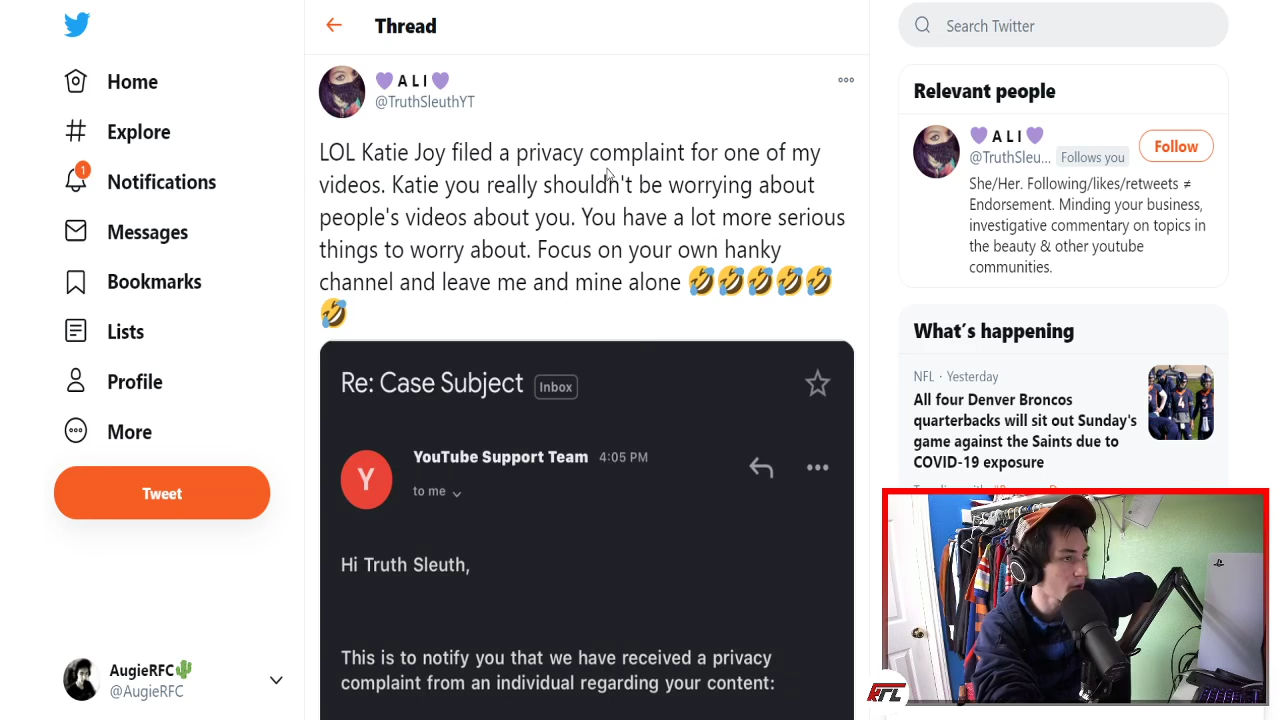 Home
Explore
1
Notifications
Messages
Bookmarks
Lists
Profile
More
Tweet
AugieRFC
@AugieRFC
Thread
ALI
@TruthSleuthYT
LOL Katie Joy filed a privacy complaint for one of my
videos. Katie you really shouldn't be worrying about
people's videos about you. You have a lot more serious
things to worry about. Focus on your own hanky
channel and leave me and mine alone 🤣🤣🤣🤣🤣
🤣
Re: Case Subject Inbox
Y
YouTube Support Team 4:05 PM
to me
Hi Truth Sleuth,
This is to notify you that we have received a privacy
complaint from an individual regarding your content:
Search Twitter
Relevant people
ALI
@TruthSleu... Follows you
Follow
She/Her. Following/likes/retweets ≠
Endorsement. Minding your business,
investigative commentary on topics in
the beauty & other youtube
communities.
What's happening
NFL · Yesterday
All four Denver Broncos
quarterbacks will sit out Sunday's
game against the Saints due to
COVID-19 exposure